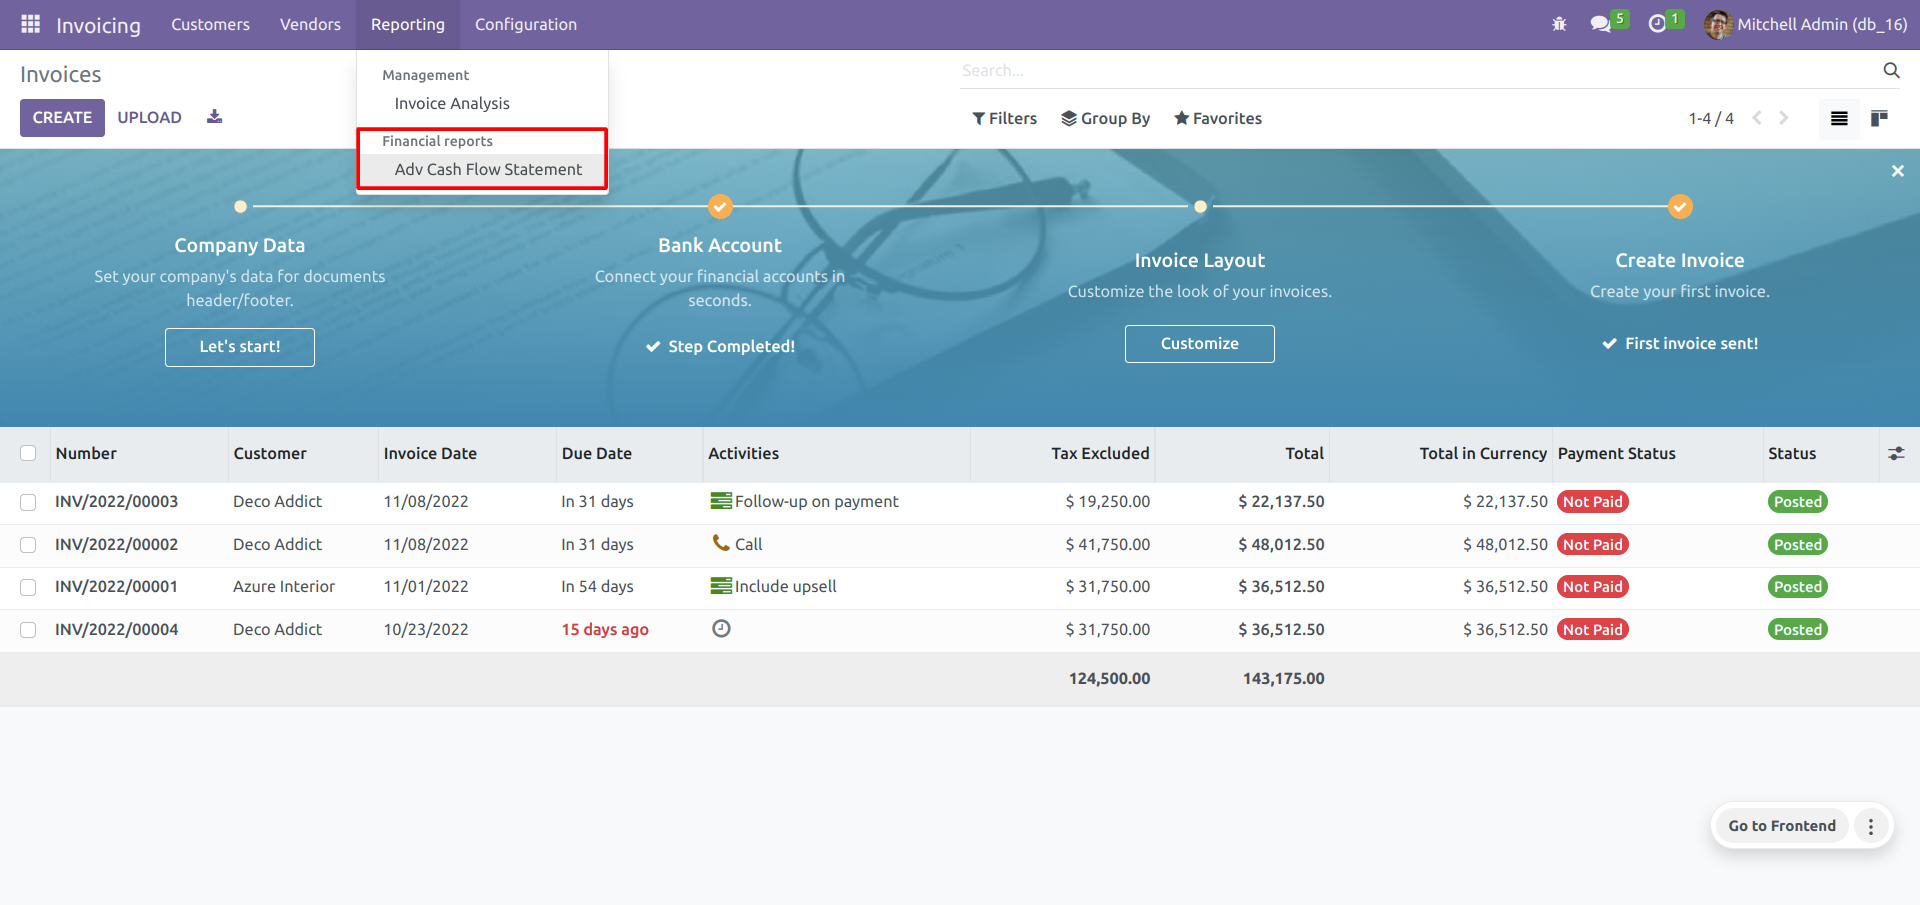 Invoicing Customers Vendors Reporting Configuration 5 1 Mitchell Admin (db_16)
Invoices
Search...
CREATE UPLOAD
Filters Group By Favorites 1-4 / 4
Management
Invoice Analysis
Financial reports
Adv Cash Flow Statement
Company Data
Set your company's data for documents
header/footer.
Let's start!
Bank Account
Connect your financial accounts in
seconds.
Step Completed!
Invoice Layout
Customize the look of your invoices.
Customize
Create Invoice
Create your first invoice.
First invoice sent!
Number Customer Invoice Date Due Date Activities Tax Excluded Total Total in Currency Payment Status Status
INV/2022/00003 Deco Addict 11/08/2022 In 31 days Follow-up on payment $ 19,250.00 $ 22,137.50 $ 22,137.50 Not Paid Posted
INV/2022/00002 Deco Addict 11/08/2022 In 31 days Call $ 41,750.00 $ 48,012.50 $ 48,012.50 Not Paid Posted
INV/2022/00001 Azure Interior 11/01/2022 In 54 days Include upsell $ 31,750.00 $ 36,512.50 $ 36,512.50 Not Paid Posted
INV/2022/00004 Deco Addict 10/23/2022 15 days ago $ 31,750.00 $ 36,512.50 $ 36,512.50 Not Paid Posted
124,500.00 143,175.00
Go to Frontend